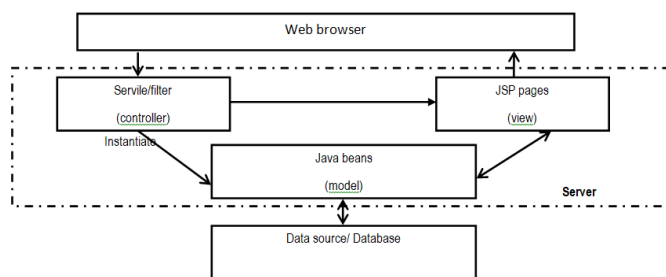 Web browser
Servile/filter
(controller)
JSP pages
(view)
Instantiate
Java beans
(model)
Server
Data source/ Database